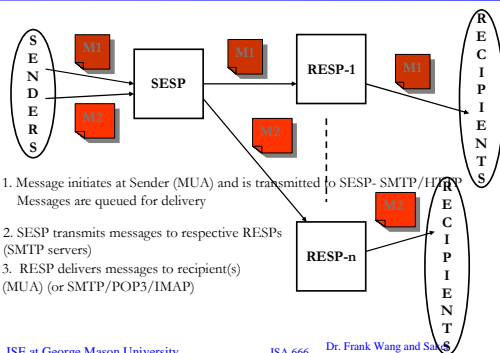 SENDERS
M1
M2
SESP
M1
M2
RESP-1
RESP-n
M1
M2
RECIPIENTS
RECIPIENTS
1. Message initiates at Sender (MUA) and is transmitted to SESP- SMTP/HTTP
Messages are queued for delivery
2. SESP transmits messages to respective RESPs
(SMTP servers)
3. RESP delivers messages to recipient(s)
(MUA) (or SMTP/POP3/IMAP)
ISE at George Mason University
ISA 666
Dr. Frank Wang and